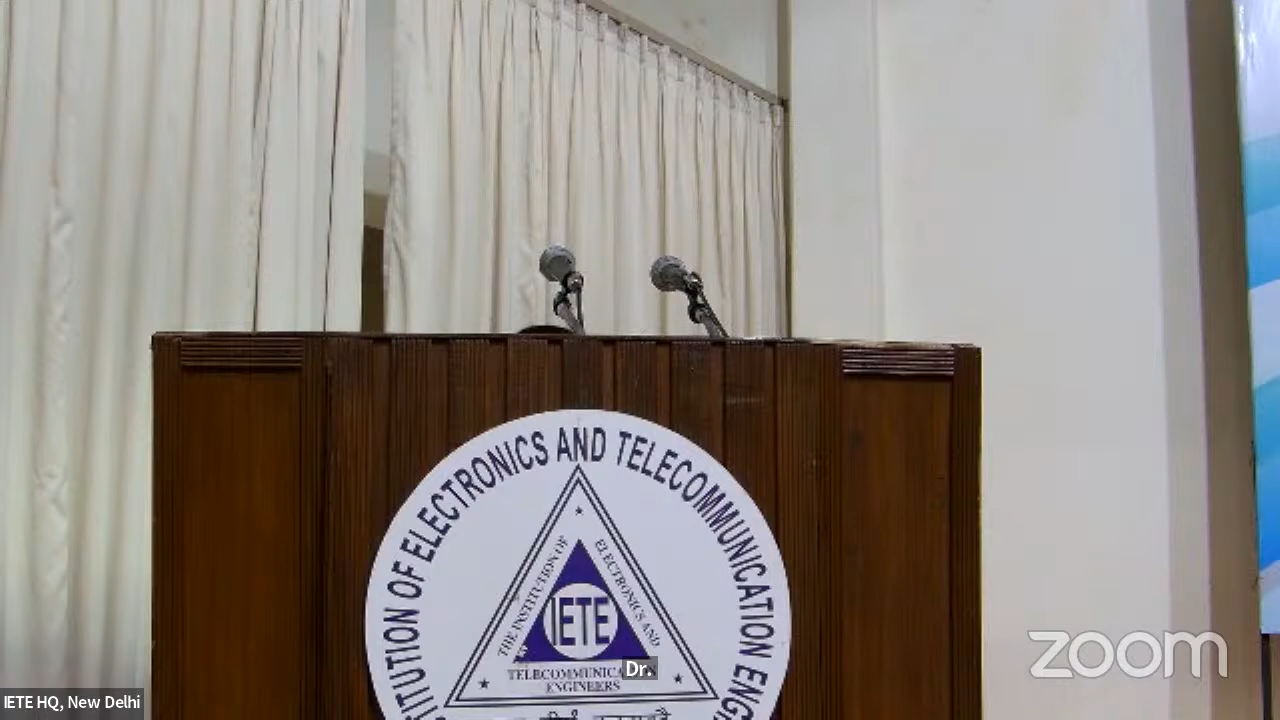 STITUTION OF ELECTRONICS AND TELECOMMUNICATION ENG
THE INSTITUTION OF
ELECTRONICS AND
IETE
TELECOMMUNICA
ENGINEERS
Dr.
zoom
IETE HQ, New Delhi